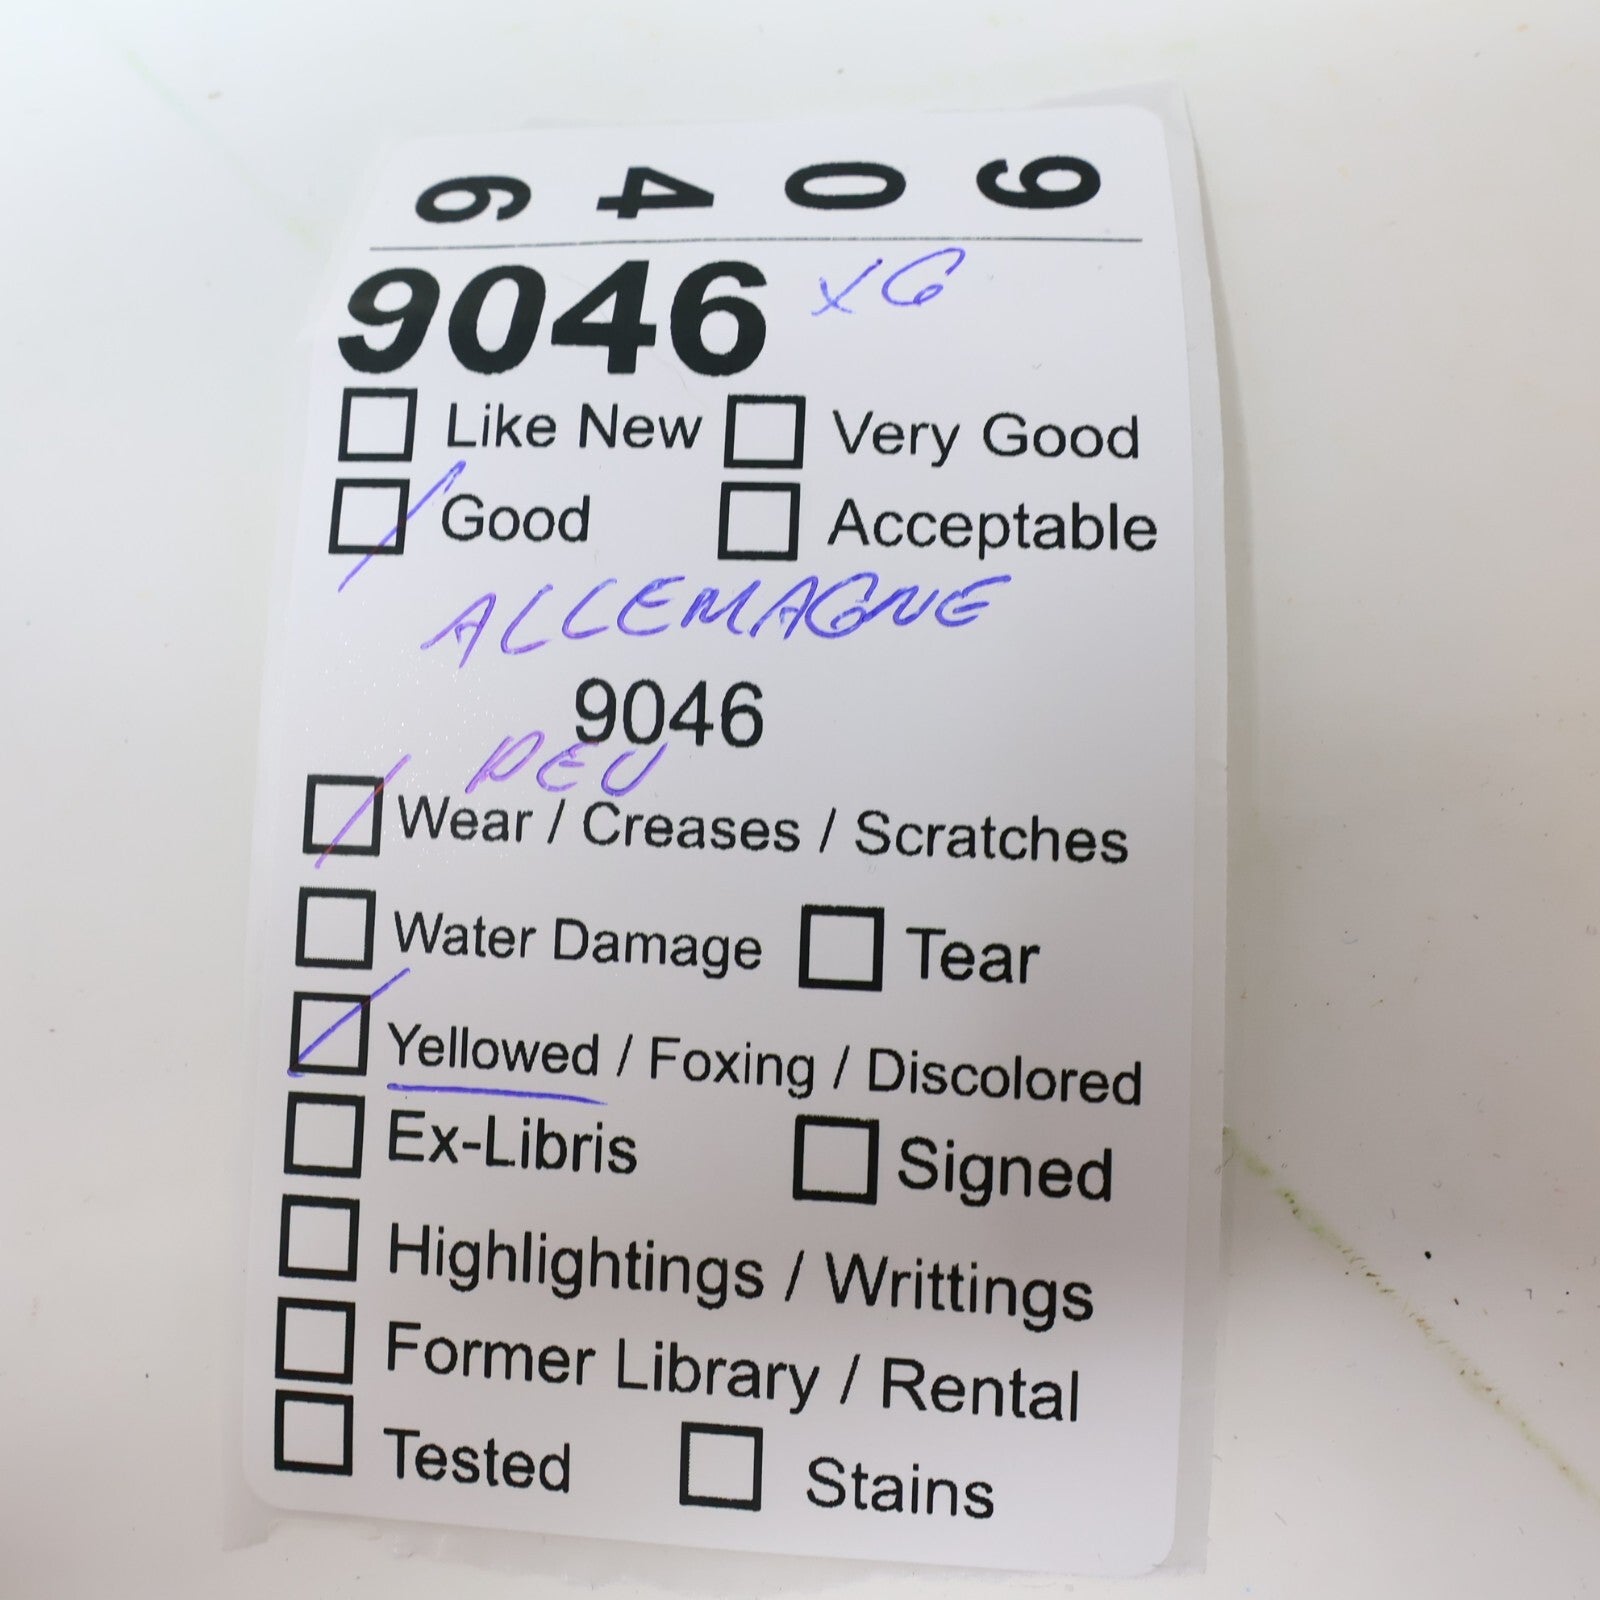 9046
9046 x6
Like New Very Good
Good Acceptable
ALLEMAGNE
9046
PEU
Wear / Creases / Scratches
Water Damage Tear
Yellowed / Foxing / Discolored
Ex-Libris Signed
Highlightings / Writtings
Former Library / Rental
Tested Stains